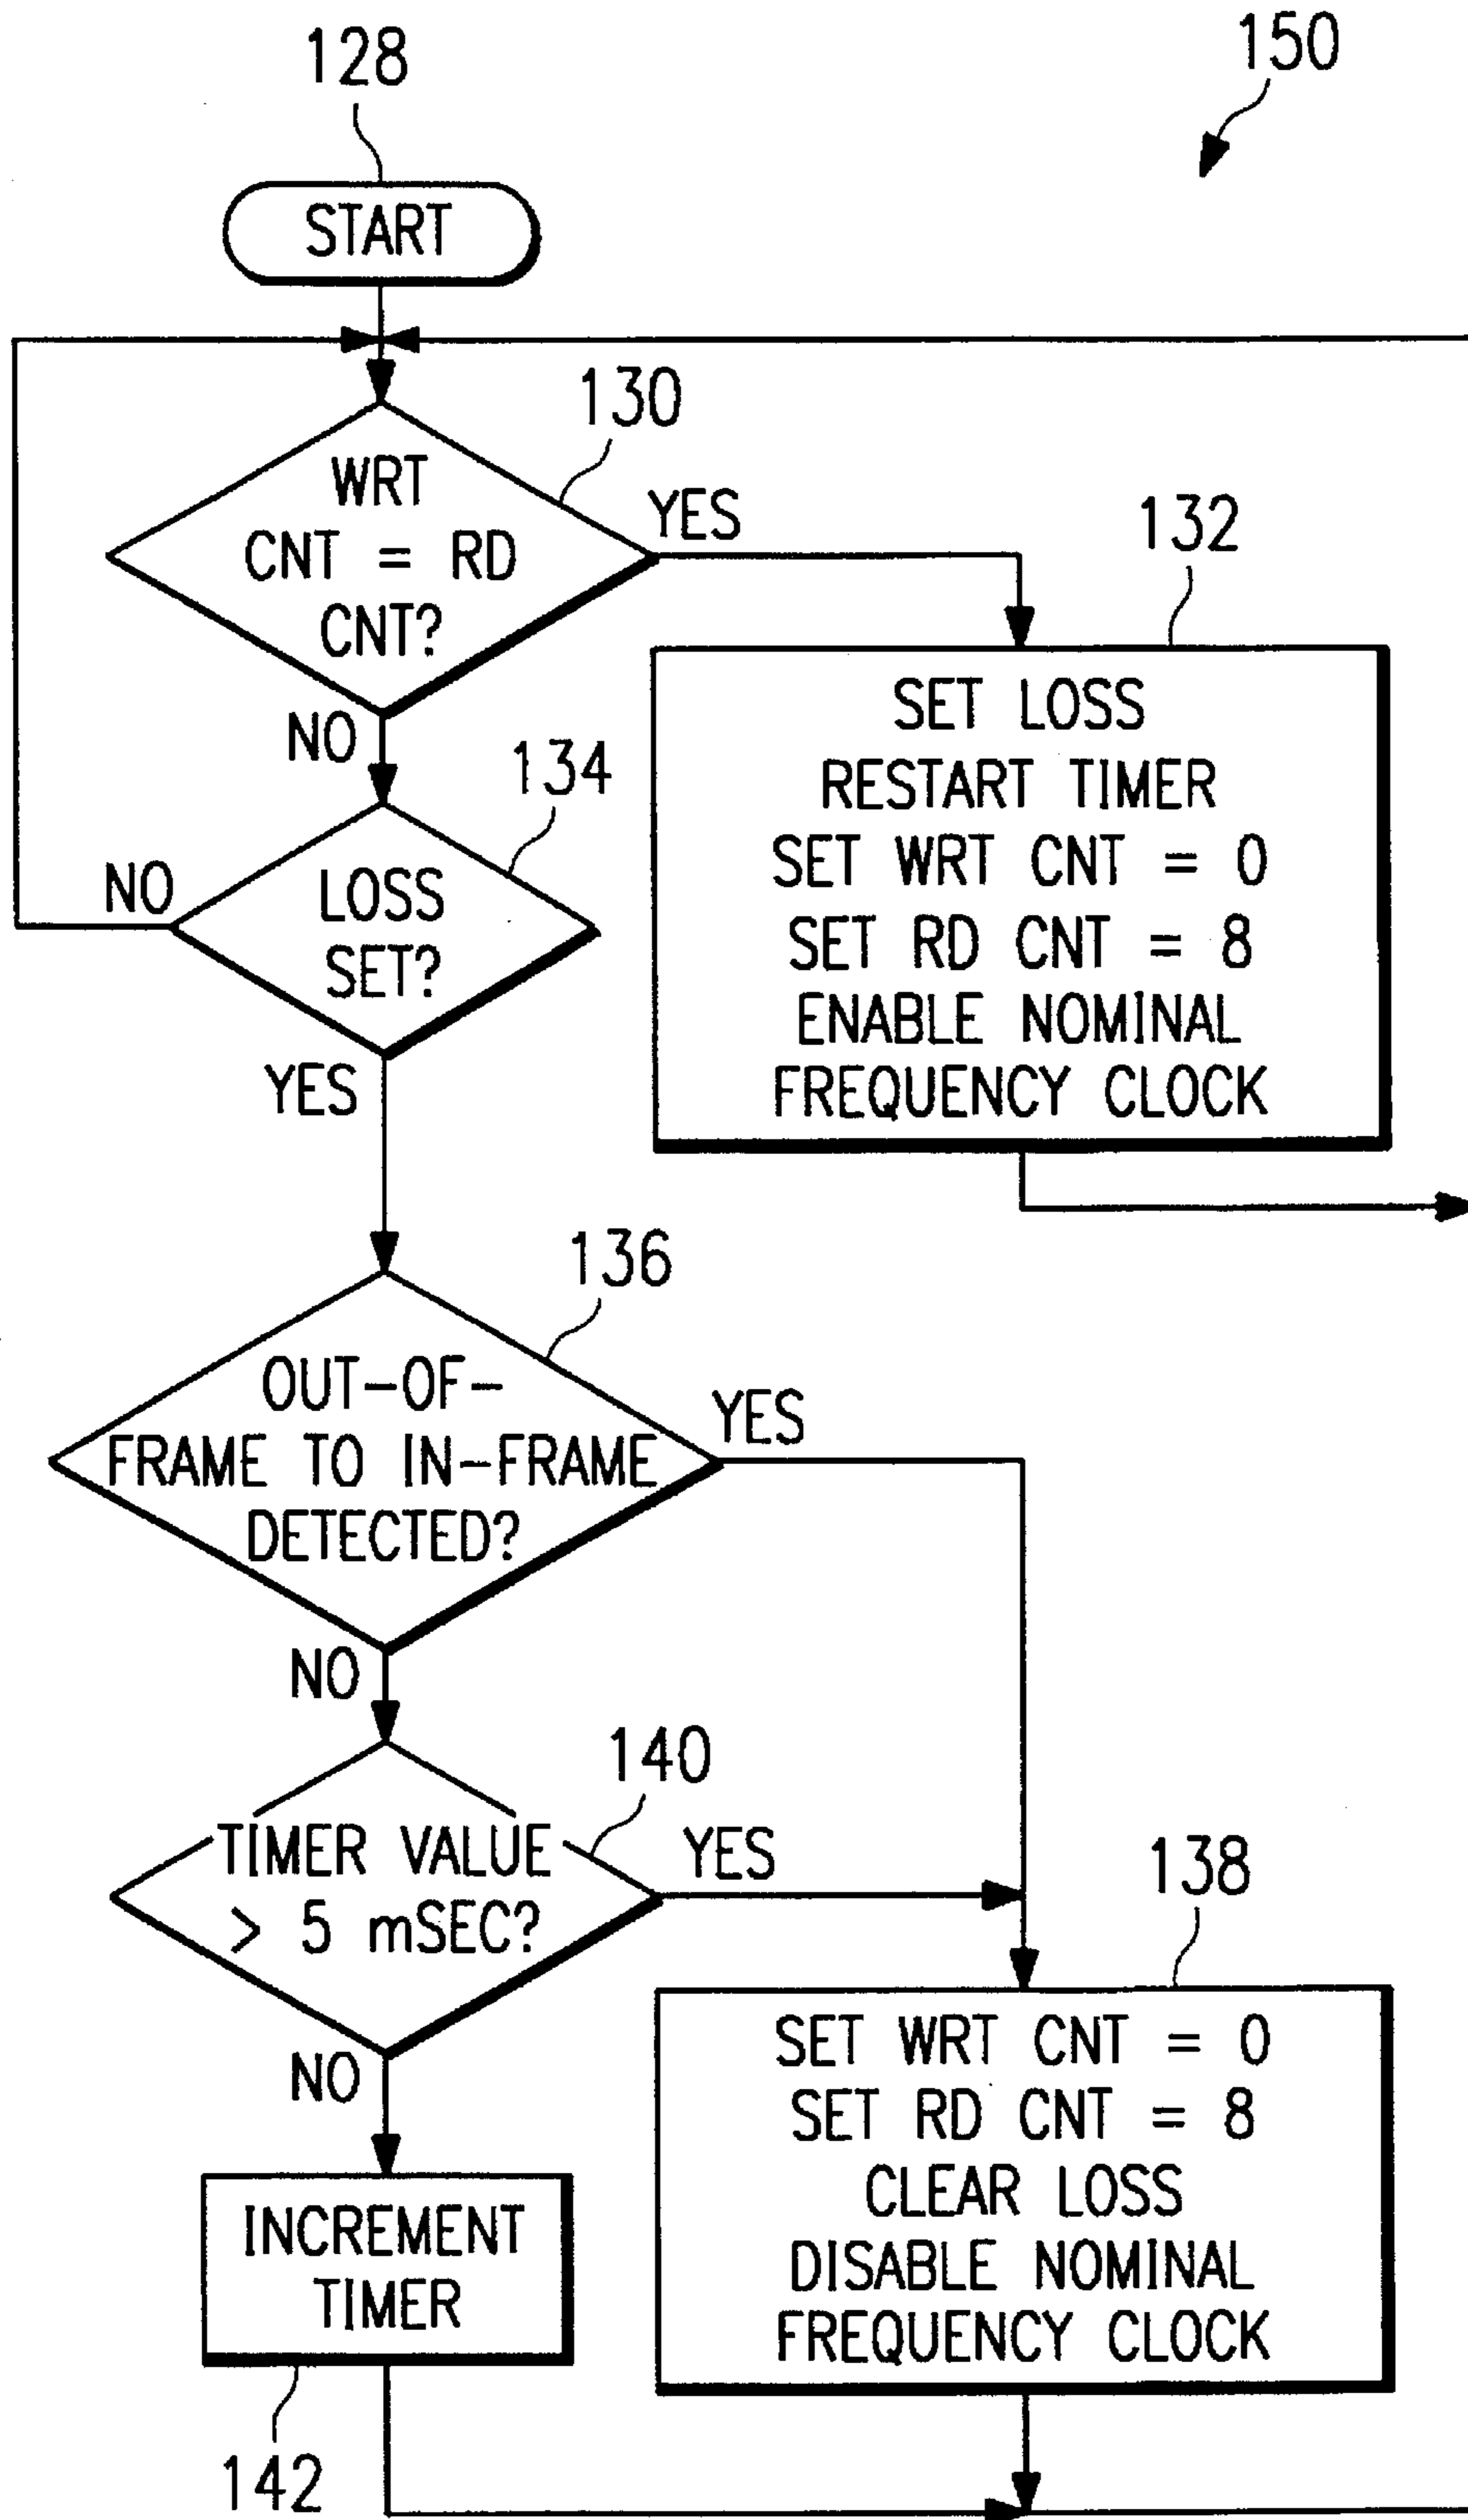 128
150
START
130
WRT
CNT = RD
CNT?
YES
132
NO
SET LOSS
RESTART TIMER
SET WRT CNT = 0
SET RD CNT = 8
ENABLE NOMINAL
FREQUENCY CLOCK
134
NO
LOSS
SET?
YES
136
OUT-OF-
FRAME TO IN-FRAME
DETECTED?
YES
NO
140
TIMER VALUE
> 5 mSEC?
YES
138
NO
SET WRT CNT = 0
SET RD CNT = 8
CLEAR LOSS
DISABLE NOMINAL
FREQUENCY CLOCK
INCREMENT
TIMER
142